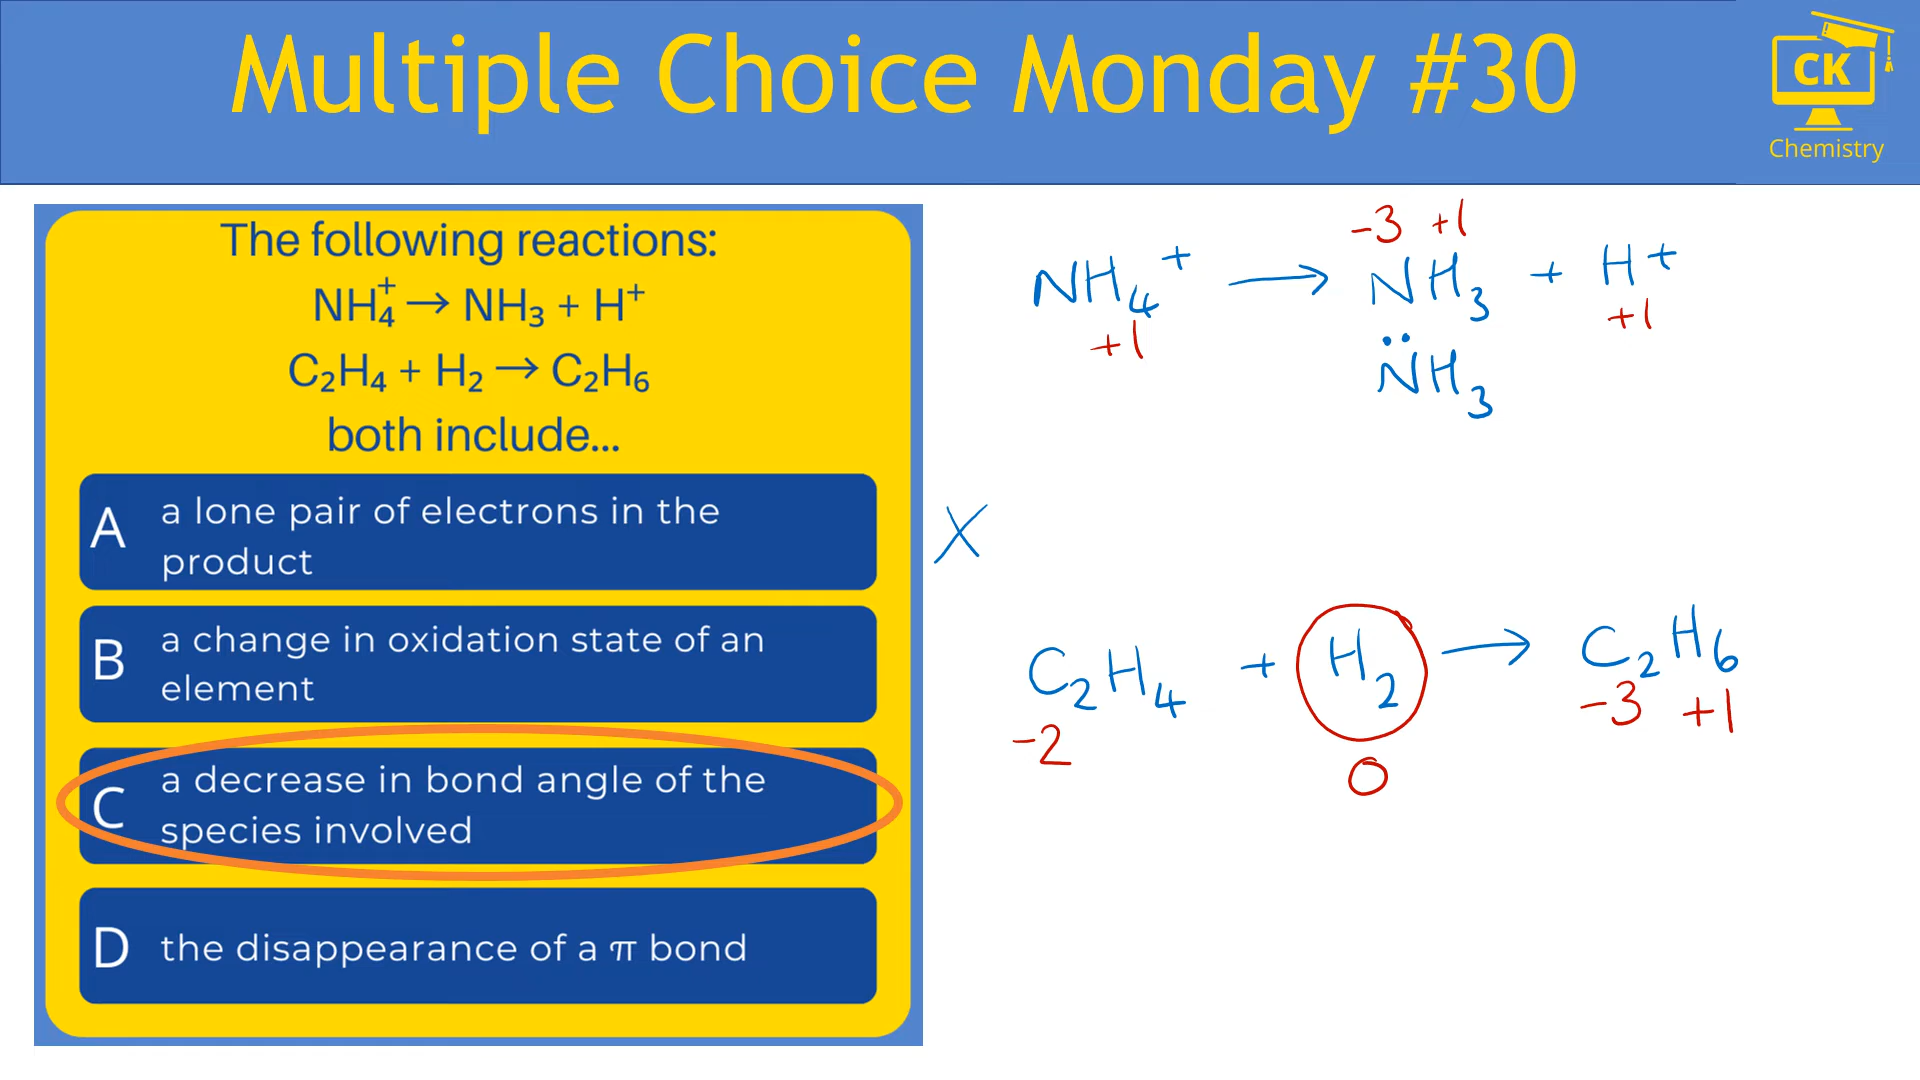 Multiple Choice Monday #30
CK
Chemistry
The following reactions:
NH₄⁺ → NH₃ + H⁺
C₂H₄ + H₂ → C₂H₆
both include...
A
a lone pair of electrons in the
product
B
a change in oxidation state of an
element
C
a decrease in bond angle of the
species involved
D
the disappearance of a π bond
-3 +1
NH₄⁺ → NH₃ + H⁺
+1 +1
N̈H₃
X
C₂H₄ + H₂ → C₂H₆
-2 0 -3 +1